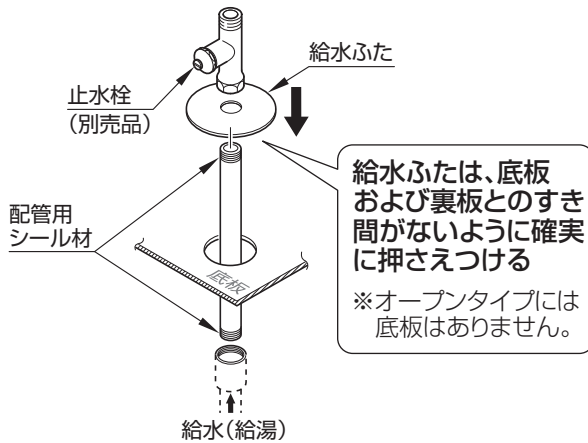 給水ふた
止水栓
(別売品)
給水ふたは、底板
および裏板とのすき
間がないように確実
に押さえつける
※オープンタイプには
底板はありません。
配管用
シール材
底板
給水(給湯)